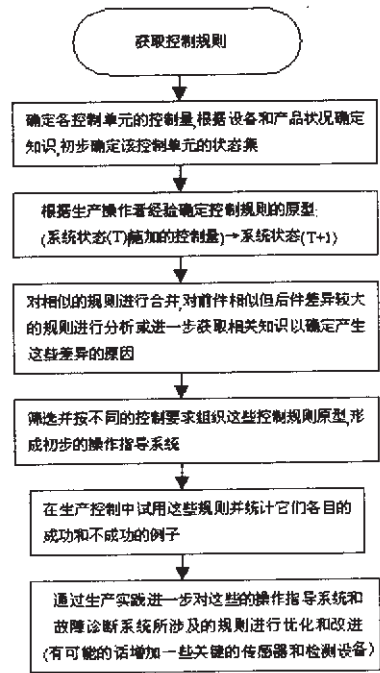 获取控制规则
确定各控制单元的控制量,根据设备和产品状况确定
知识,初步确定该控制单元的状态集
根据生产操作者经验确定控制规则的原型:
(系统状态(T)施加的控制量)→系统状态(T+1)
对相似的规则进行合并,对前件相似但后件差异较大
的规则进行分析或进一步获取相关知识以确定产生
这些差异的原因
筛选并按不同的控制要求组织这些控制规则原型,形
成初步的操作指导系统
在生产控制中试用这些规则并统计它们各目的
成功和不成功的例子
通过生产实践进一步对这些的操作指导系统和
故障诊断系统所涉及的规则进行优化和改进
(有可能的话增加一些关键的传感器和检测设备)